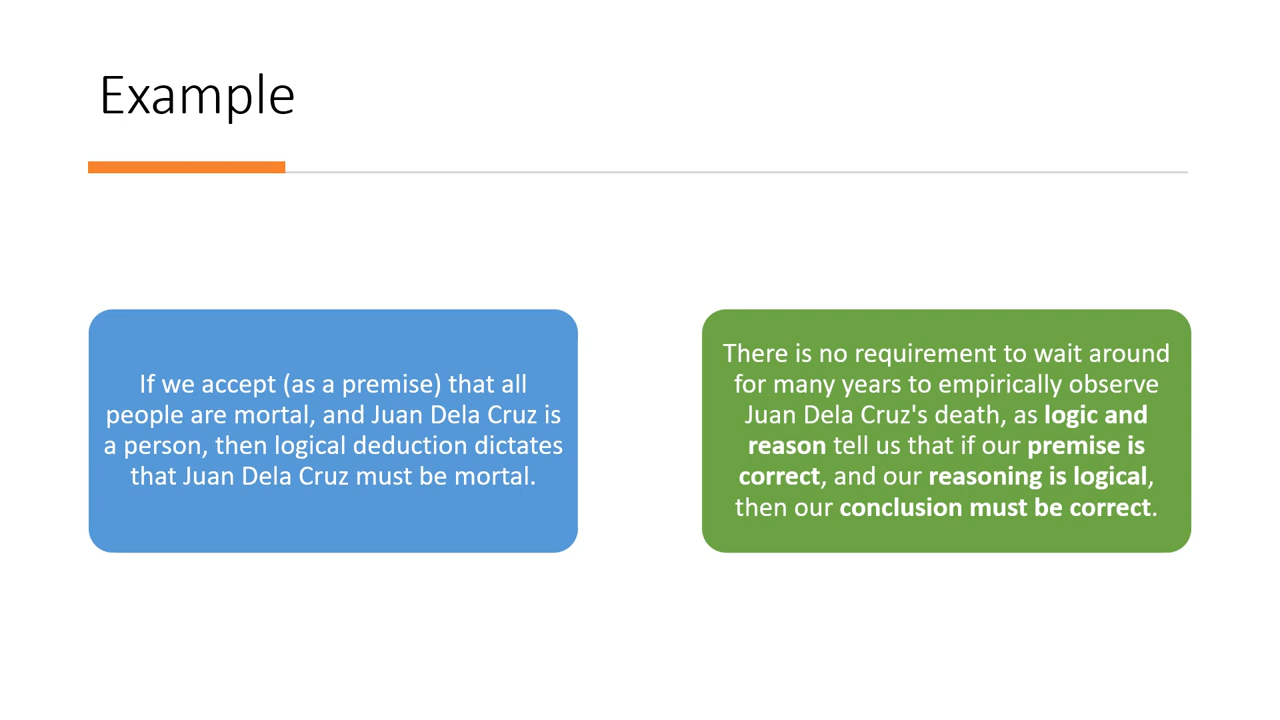 Example
If we accept (as a premise) that all
people are mortal, and Juan Dela Cruz is
a person, then logical deduction dictates
that Juan Dela Cruz must be mortal.
There is no requirement to wait around
for many years to empirically observe
Juan Dela Cruz's death, as logic and
reason tell us that if our premise is
correct, and our reasoning is logical,
then our conclusion must be correct.